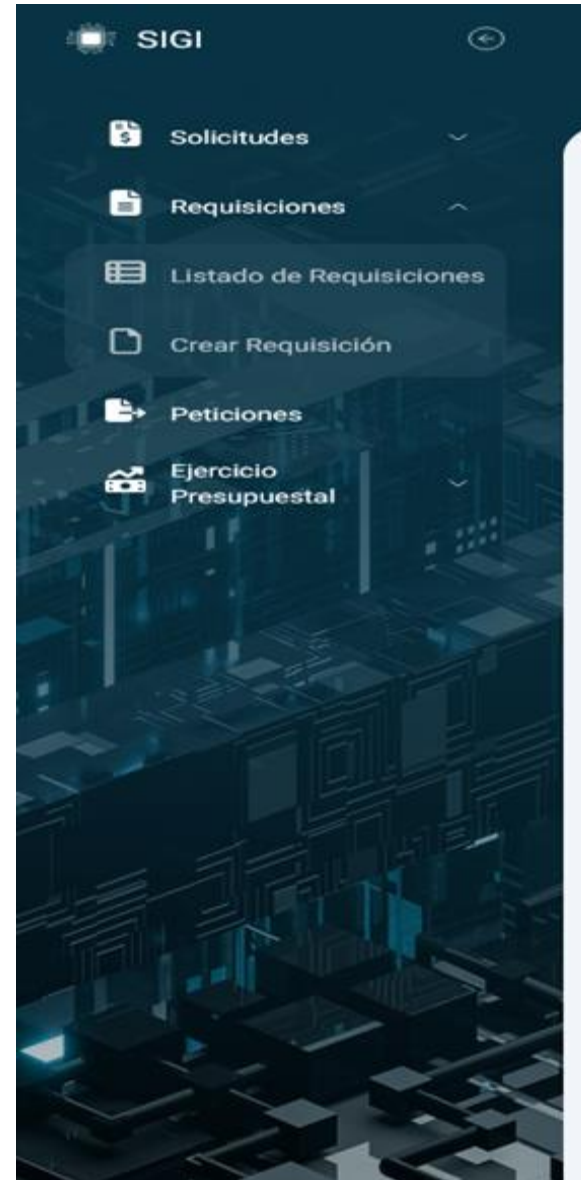 SIGI
Solicitudes
Requisiciones
Listado de Requisiciones
Crear Requisición
Peticiones
Ejercicio
Presupuestal